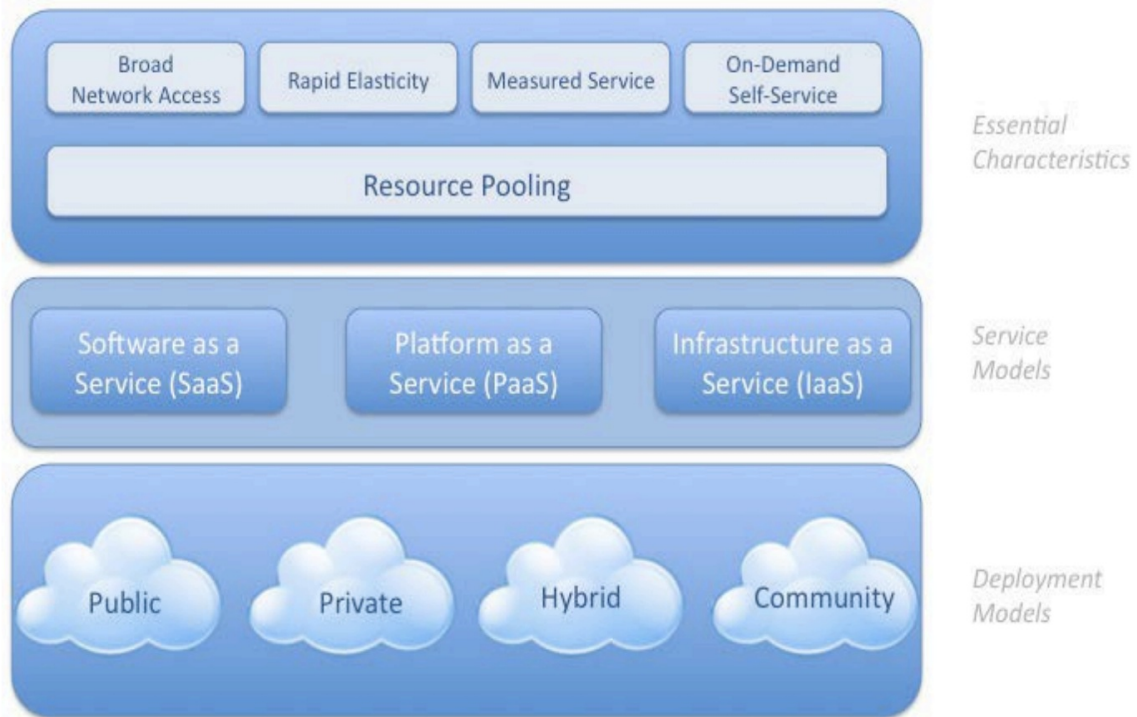 Broad
Network Access
Rapid Elasticity
Measured Service
On-Demand
Self-Service
Resource Pooling
Essential
Characteristics
Software as a
Service (SaaS)
Platform as a
Service (PaaS)
Infrastructure as a
Service (IaaS)
Service
Models
Public
Private
Hybrid
Community
Deployment
Models